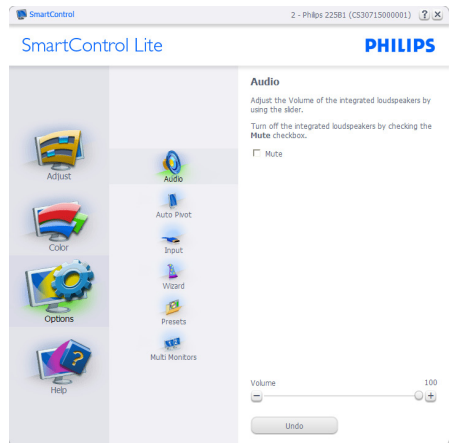 SmartControl
2 - Philips 225B1 (CS30715000001)
SmartControl Lite
PHILIPS
Adjust
Color
Options
Help
Audio
Auto Pivot
Input
Wizard
Presets
Multi Monitors
Audio
Adjust the Volume of the integrated loudspeakers by
using the slider.
Turn off the integrated loudspeakers by checking the
Mute checkbox.
Mute
Volume 100
Undo